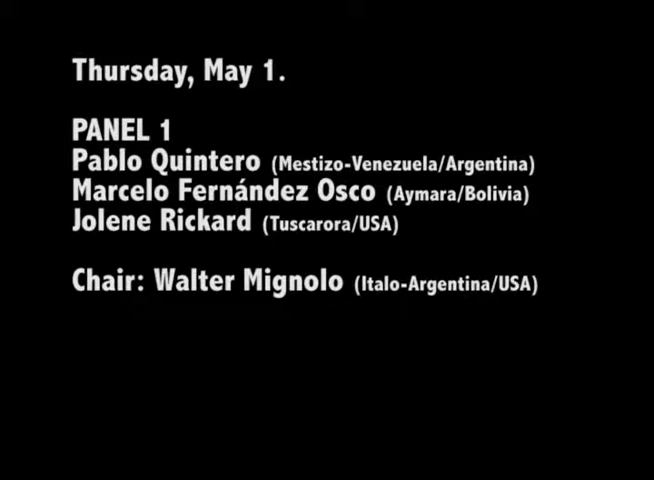 Thursday, May 1.
PANEL 1
Pablo Quintero (Mestizo-Venezuela/Argentina)
Marcelo Fernández Osco (Aymara/Bolivia)
Jolene Rickard (Tuscarora/USA)
Chair: Walter Mignolo (Italo-Argentina/USA)